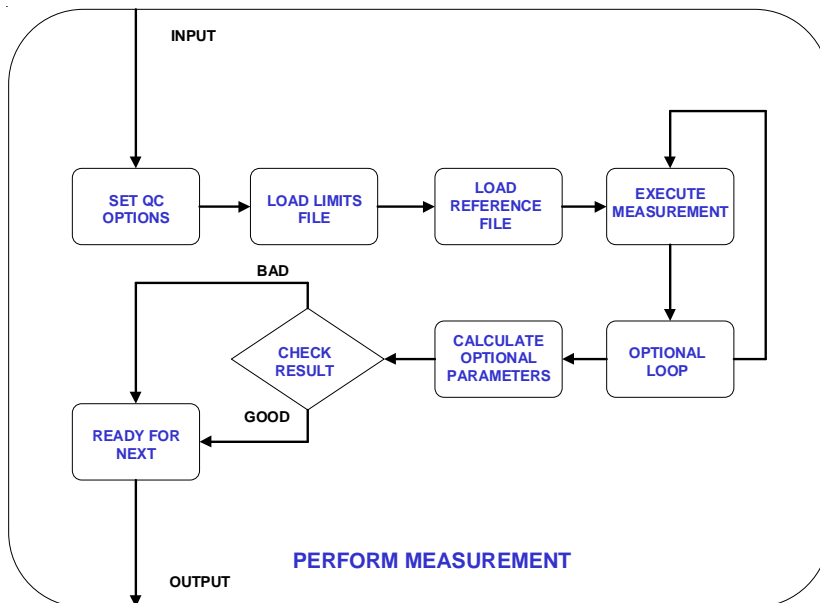 INPUT
SET QC
OPTIONS
LOAD LIMITS
FILE
LOAD
REFERENCE
FILE
EXECUTE
MEASUREMENT
BAD
CHECK
RESULT
CALCULATE
OPTIONAL
PARAMETERS
OPTIONAL
LOOP
GOOD
READY FOR
NEXT
PERFORM MEASUREMENT
OUTPUT